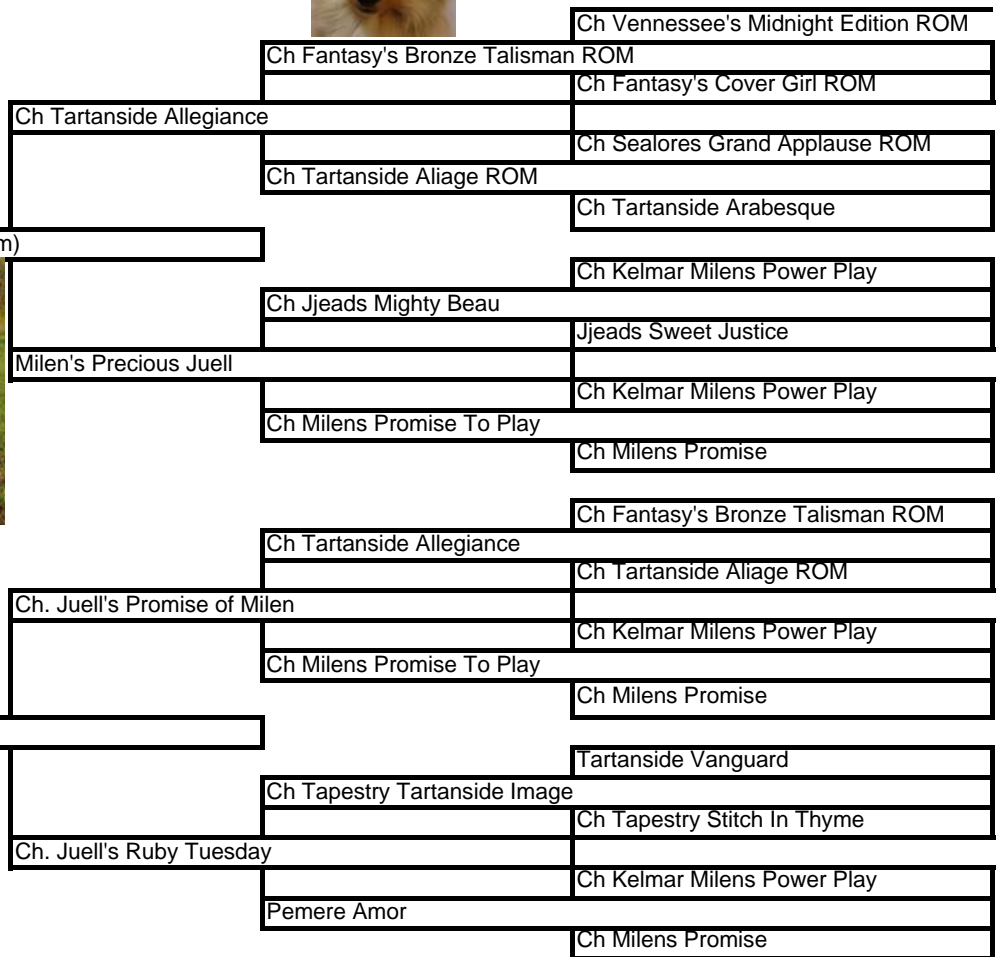 Ch Vennessee's Midnight Edition ROM
Ch Fantasy's Bronze Talisman ROM
Ch Fantasy's Cover Girl ROM
Ch Tartanside Allegiance
Ch Sealores Grand Applause ROM
Ch Tartanside Aliage ROM
Ch Tartanside Arabesque
m)
Ch Kelmar Milens Power Play
Ch Jjeads Mighty Beau
Jjeads Sweet Justice
Milen's Precious Juell
Ch Kelmar Milens Power Play
Ch Milens Promise To Play
Ch Milens Promise
Ch Fantasy's Bronze Talisman ROM
Ch Tartanside Allegiance
Ch Tartanside Aliage ROM
Ch. Juell's Promise of Milen
Ch Kelmar Milens Power Play
Ch Milens Promise To Play
Ch Milens Promise
Tartanside Vanguard
Ch Tapestry Tartanside Image
Ch Tapestry Stitch In Thyme
Ch. Juell's Ruby Tuesday
Ch Kelmar Milens Power Play
Pemere Amor
Ch Milens Promise